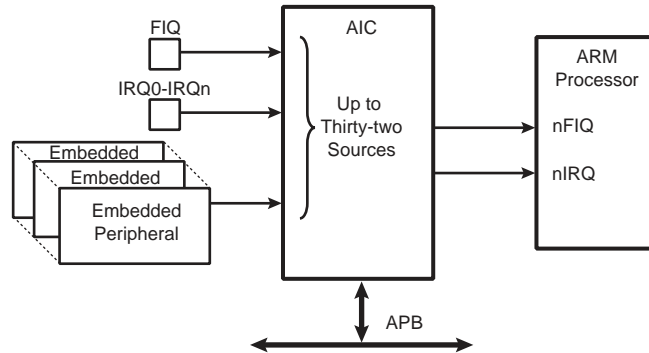 FIQ
IRQ0-IRQn
Embedded
Embedded
Embedded
Peripheral
AIC
Up to
Thirty-two
Sources
ARM
Processor
nFIQ
nIRQ
APB